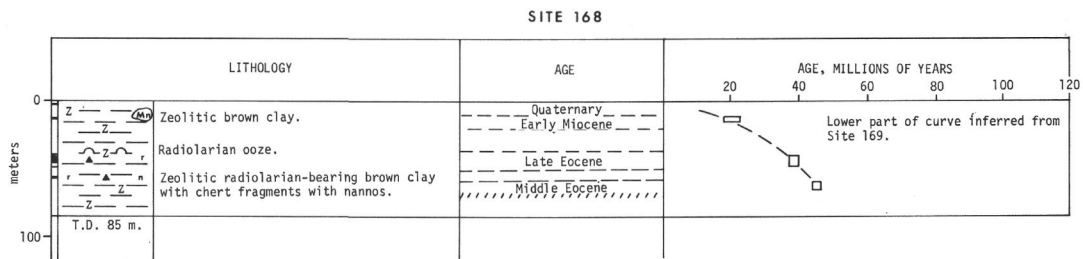 SITE 168
LITHOLOGY
AGE
AGE, MILLIONS OF YEARS
20 40 60 80 100 120
meters
0
100
Z Mn
Z
Z r
r n
Z
Z
Zeolitic brown clay.
Radiolarian ooze.
Zeolitic radiolarian-bearing brown clay
with chert fragments with nannos.
T.D. 85 m.
Quaternary
Early Miocene
Late Eocene
Middle Eocene
Lower part of curve inferred from
Site 169.